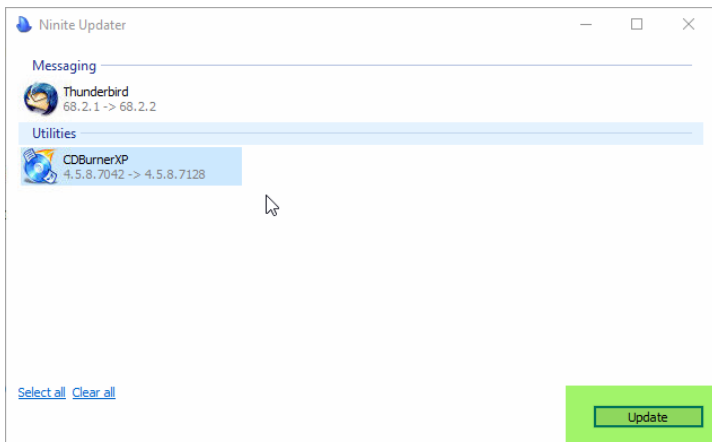 Ninite Updater
Messaging
Thunderbird
68.2.1 -> 68.2.2
Utilities
CDBurnerXP
4.5.8.7042 -> 4.5.8.7128
Select all Clear all
Update